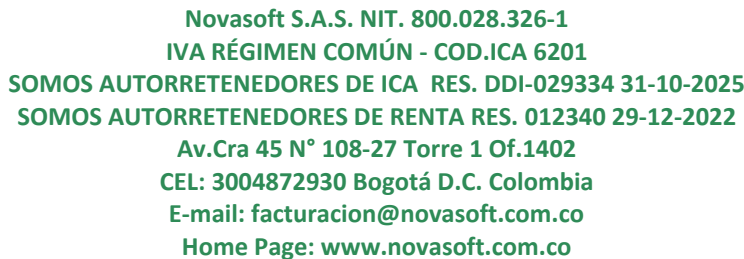 Novasoft S.A.S. NIT. 800.028.326-1
IVA RÉGIMEN COMÚN - COD.ICA 6201
SOMOS AUTORRETENEDORES DE ICA  RES. DDI-029334 31-10-2025
SOMOS AUTORRETENEDORES DE RENTA RES. 012340 29-12-2022
Av.Cra 45 N° 108-27 Torre 1 Of.1402
CEL: 3004872930 Bogotá D.C. Colombia
E-mail: facturacion@novasoft.com.co
Home Page: www.novasoft.com.co